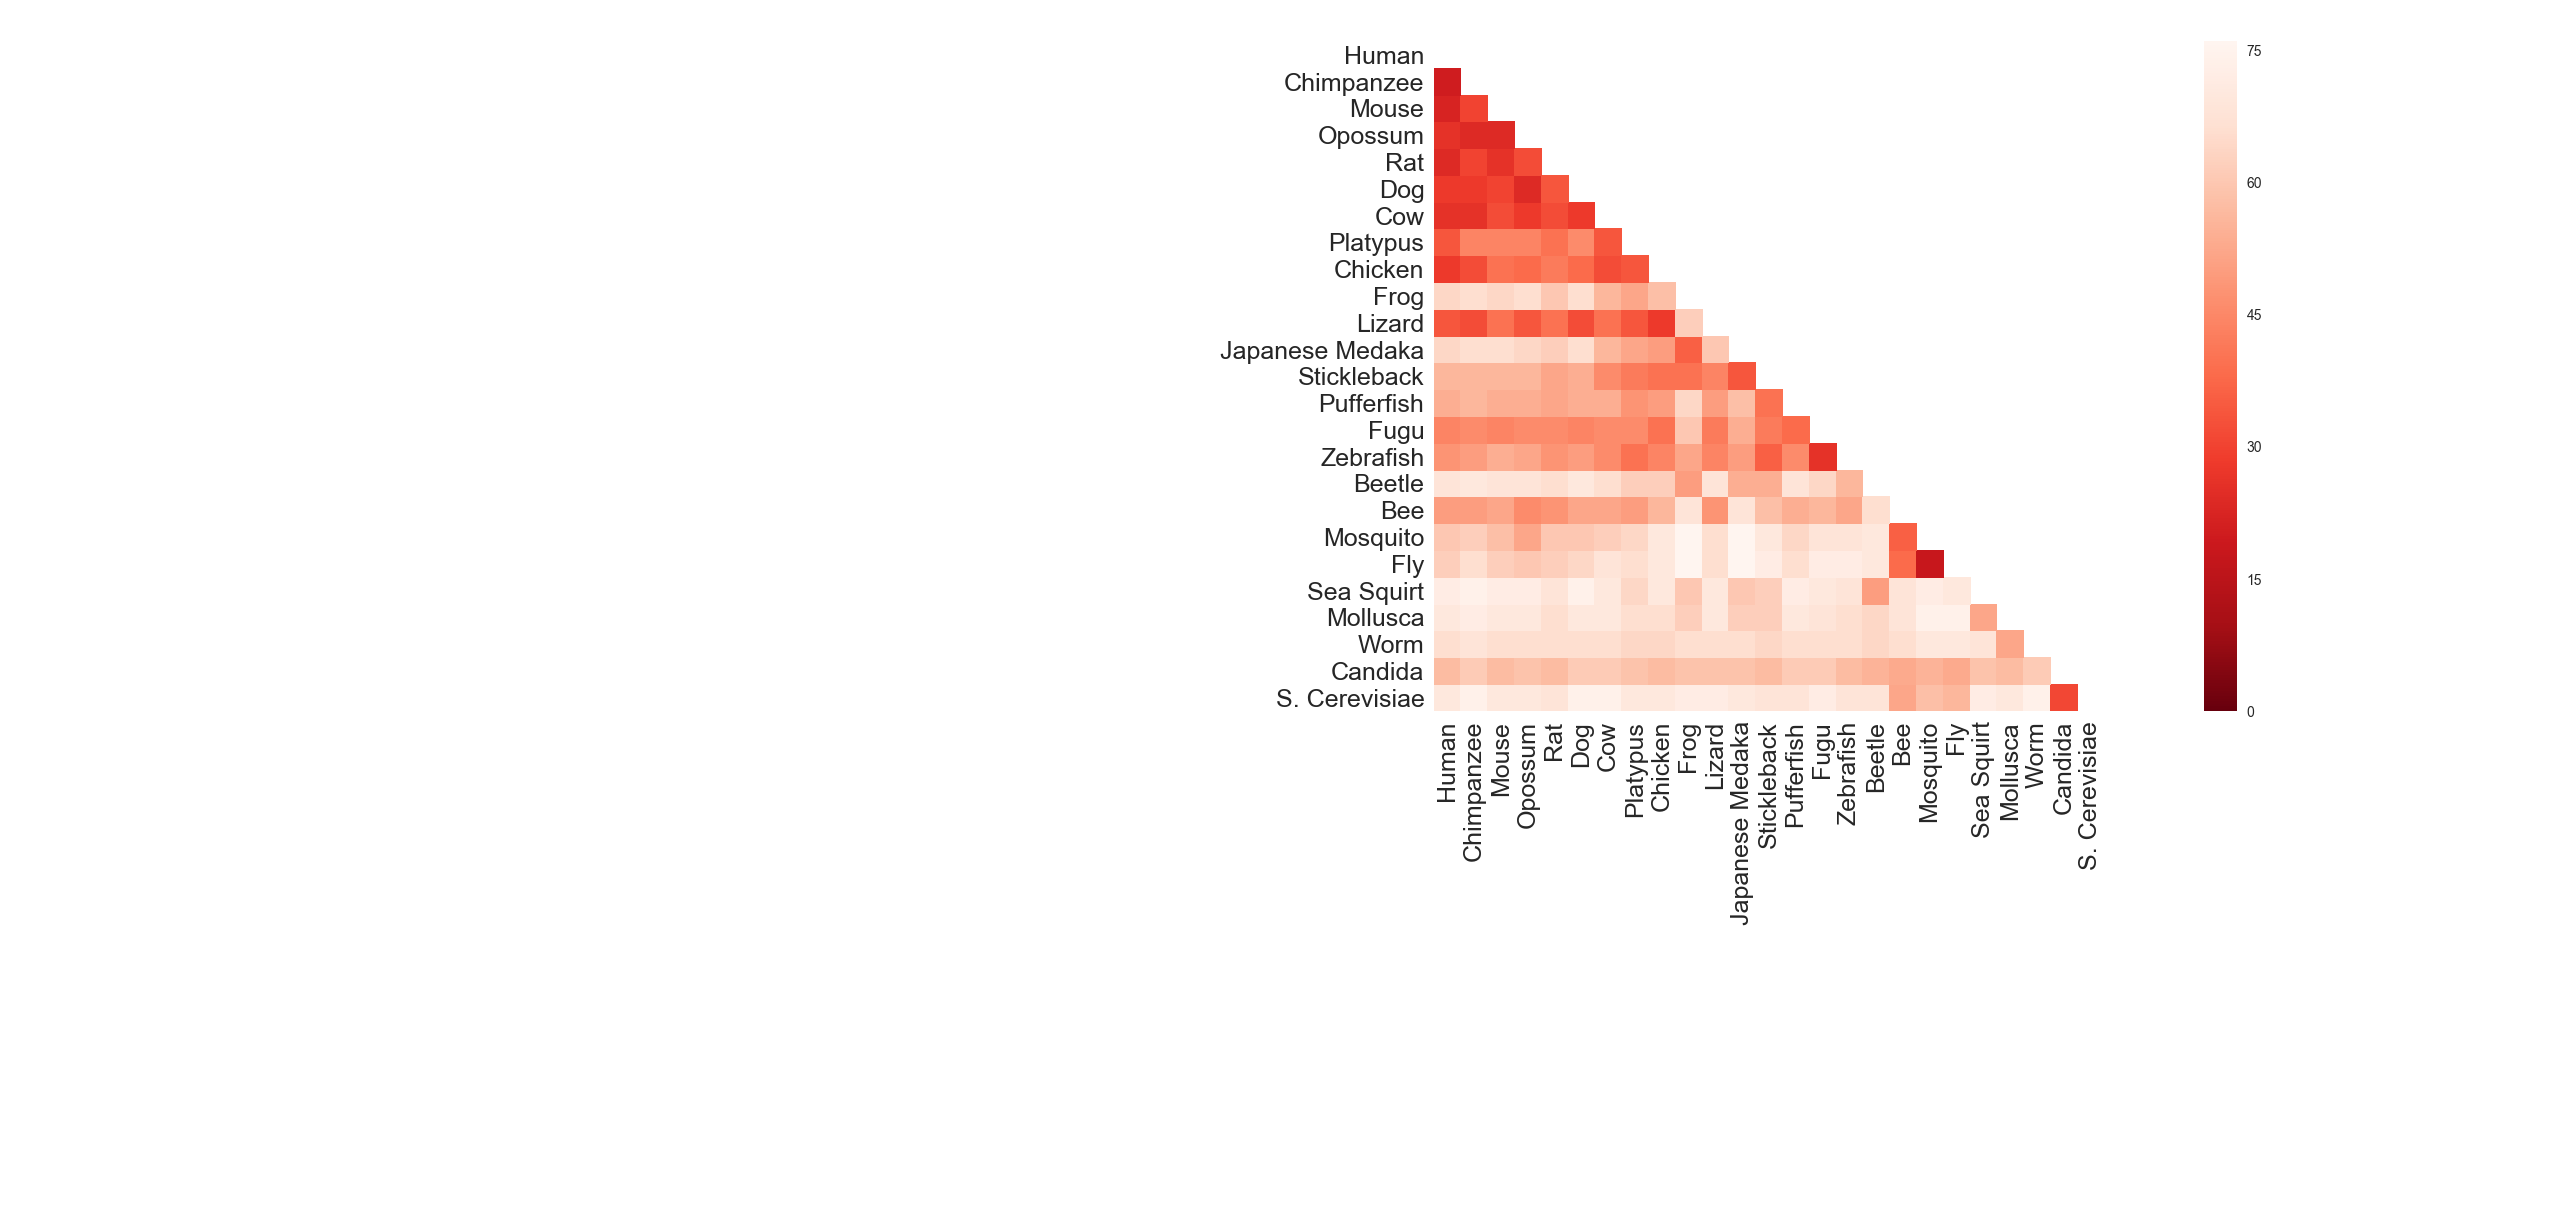 Human
Chimpanzee
Mouse
Opossum
Rat
Dog
Cow
Platypus
Chicken
Frog
Lizard
Japanese Medaka
Stickleback
Pufferfish
Fugu
Zebrafish
Beetle
Bee
Mosquito
Fly
Sea Squirt
Mollusca
Worm
Candida
S. Cerevisiae
Human
Chimpanzee
Mouse
Opossum
Rat
Dog
Cow
Platypus
Chicken
Frog
Lizard
Japanese Medaka
Stickleback
Pufferfish
Fugu
Zebrafish
Beetle
Bee
Mosquito
Fly
Sea Squirt
Mollusca
Worm
Candida
S. Cerevisiae
75
60
45
30
15
0